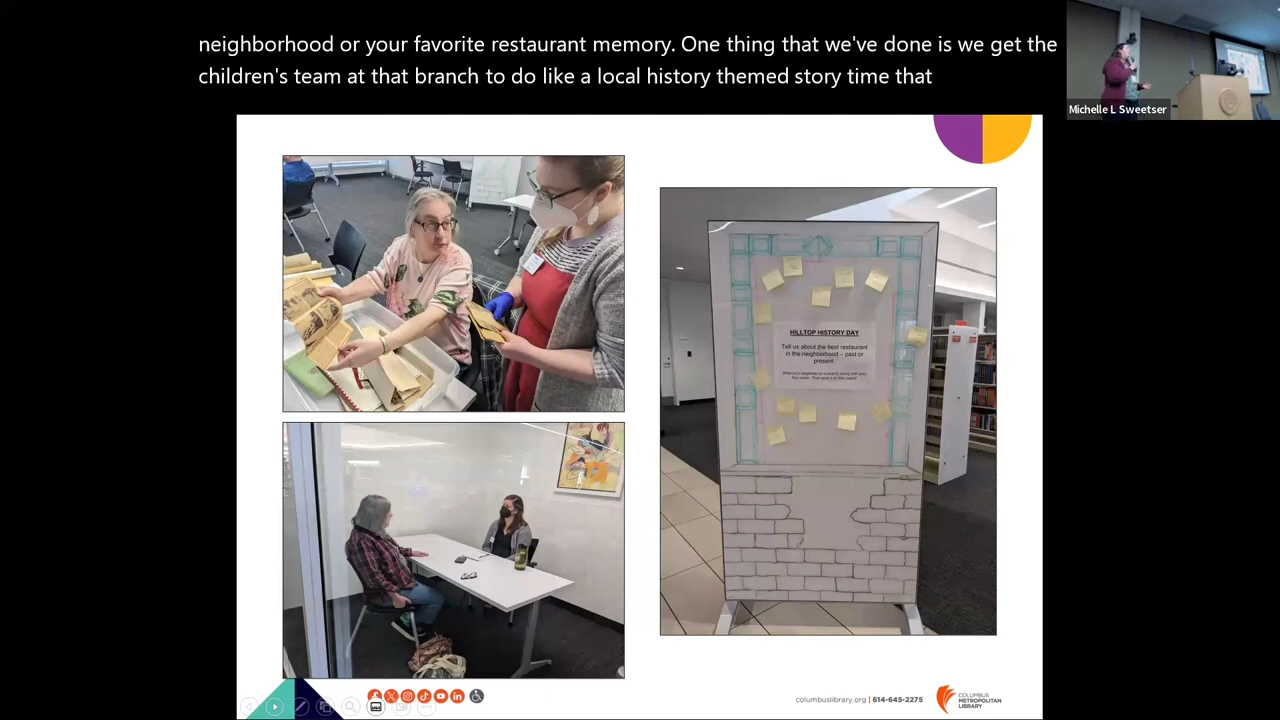 neighborhood or your favorite restaurant memory. One thing that we've done is we get the
children's team at that branch to do like a local history themed story time that
Michelle L Sweetser
HILLTOP HISTORY DAY
Tell us about the best restaurant
in the neighborhood – past or
present.
columbuslibrary.org | 614-645-2275
COLUMBUS
METROPOLITAN
LIBRARY